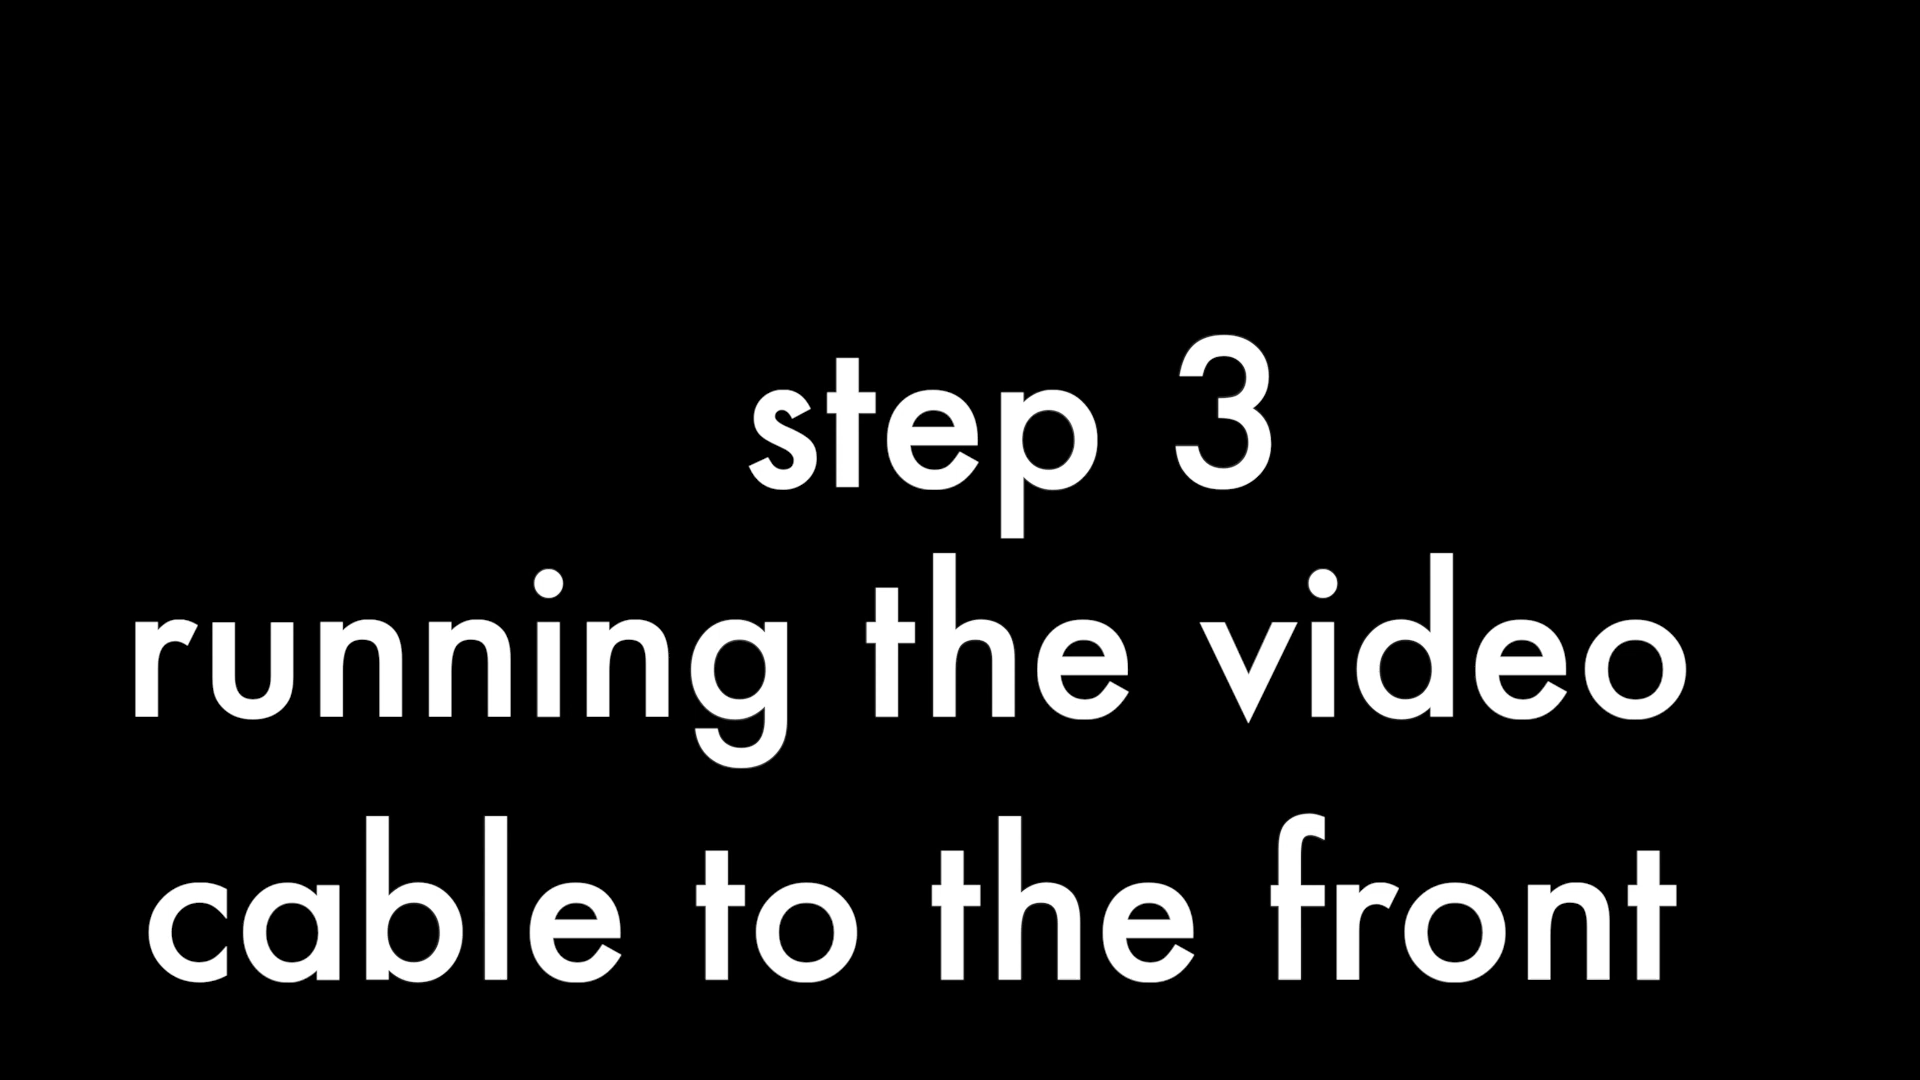 step 3
running the video
cable to the front